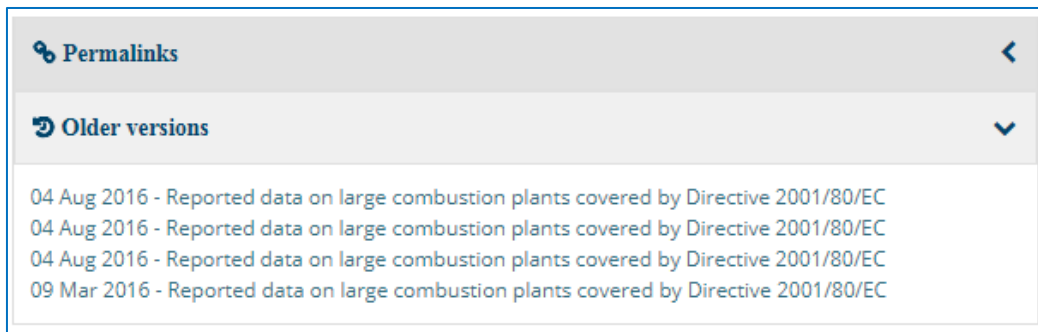 Permalinks
Older versions
04 Aug 2016 - Reported data on large combustion plants covered by Directive 2001/80/EC
04 Aug 2016 - Reported data on large combustion plants covered by Directive 2001/80/EC
04 Aug 2016 - Reported data on large combustion plants covered by Directive 2001/80/EC
09 Mar 2016 - Reported data on large combustion plants covered by Directive 2001/80/EC